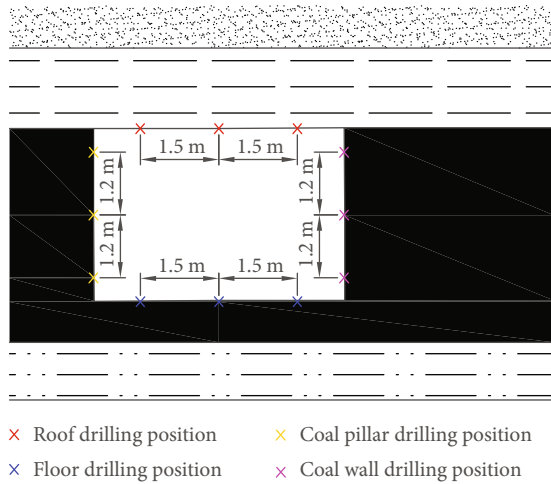 1.5 m 1.5 m
1.2 m 1.2 m
1.2 m 1.2 m
1.5 m 1.5 m
Roof drilling position Coal pillar drilling position
Floor drilling position Coal wall drilling position